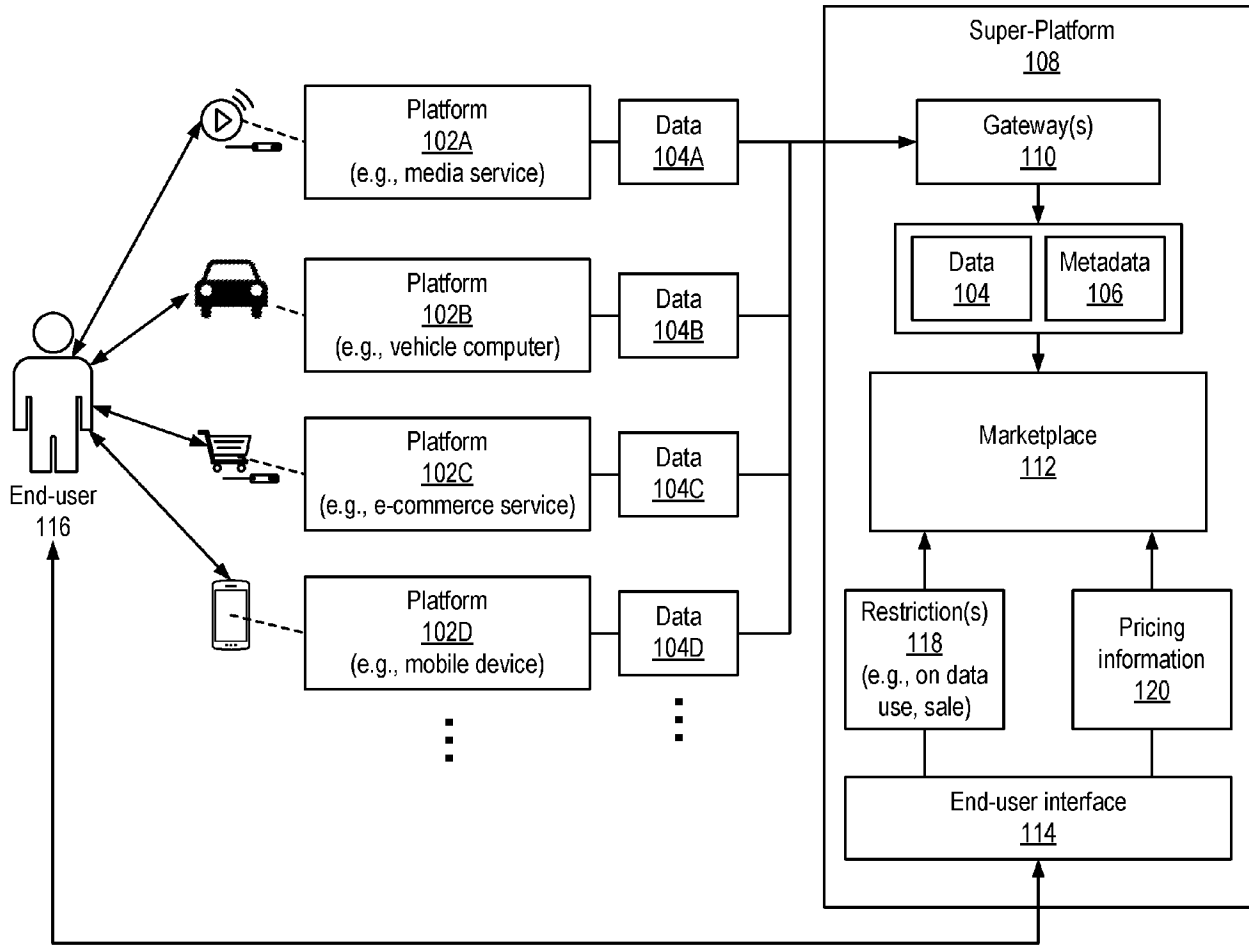 Super-Platform
108
Platform
102A
(e.g., media service)
Data
104A
Gateway(s)
110
Data
104
Metadata
106
Platform
102B
(e.g., vehicle computer)
Data
104B
Marketplace
112
Platform
102C
(e.g., e-commerce service)
Data
104C
End-user
116
Platform
102D
(e.g., mobile device)
Data
104D
Restriction(s)
118
(e.g., on data
use, sale)
Pricing
information
120
End-user interface
114